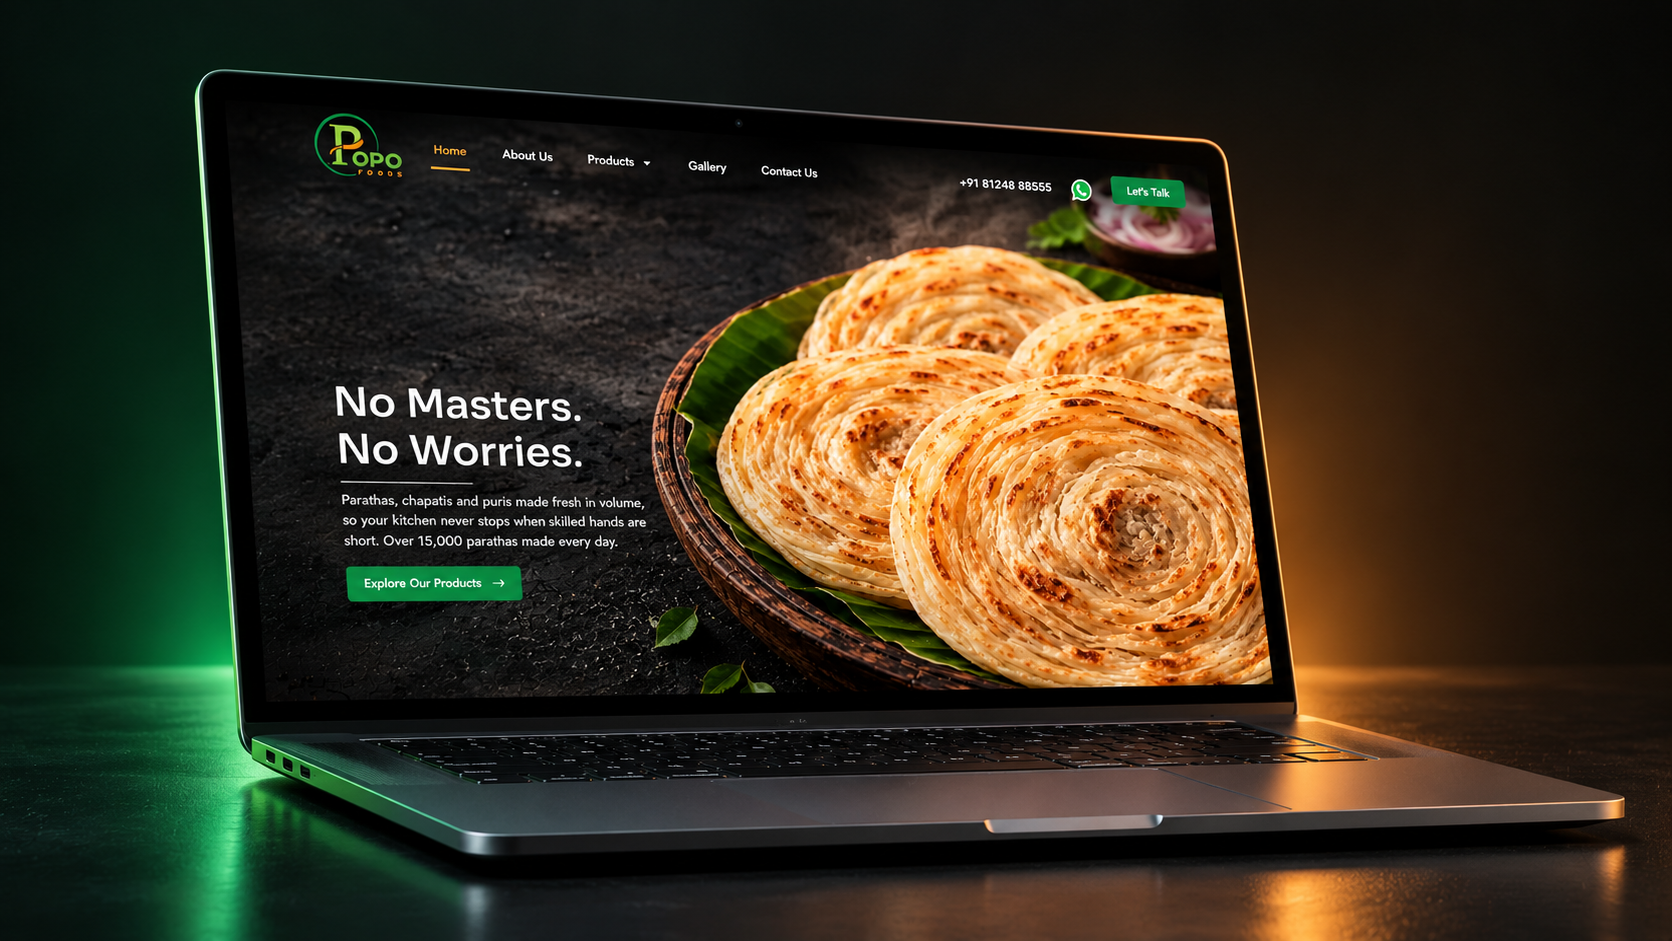 POPO
FOODS
Home
About Us
Products
Gallery
Contact Us
+91 81248 88555
Let's Talk
No Masters.
No Worries.
Parathas, chapatis and puris made fresh in volume,
so your kitchen never stops when skilled hands are
short. Over 15,000 parathas made every day.
Explore Our Products →